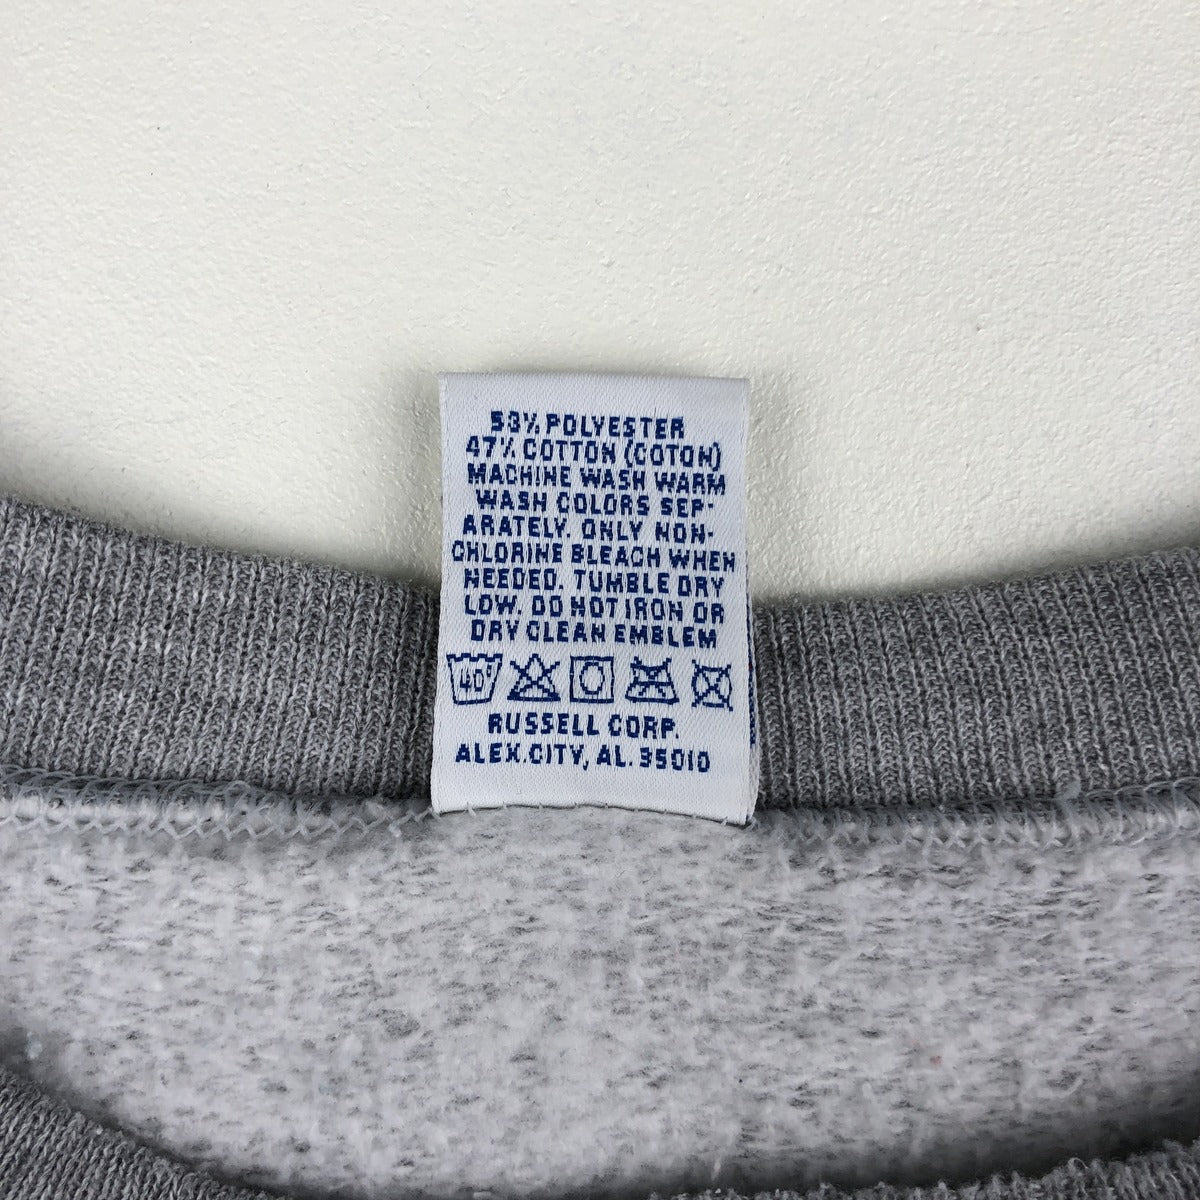 53% POLYESTER
47% COTTON (COTON)
MACHINE WASH WARM
WASH COLORS SEP-
ARATELY. ONLY NON-
CHLORINE BLEACH WHEN
NEEDED. TUMBLE DRY
LOW. DO NOT IRON OR
DRY CLEAN EMBLEM
40°
RUSSELL CORP.
ALEX.CITY, AL. 35010